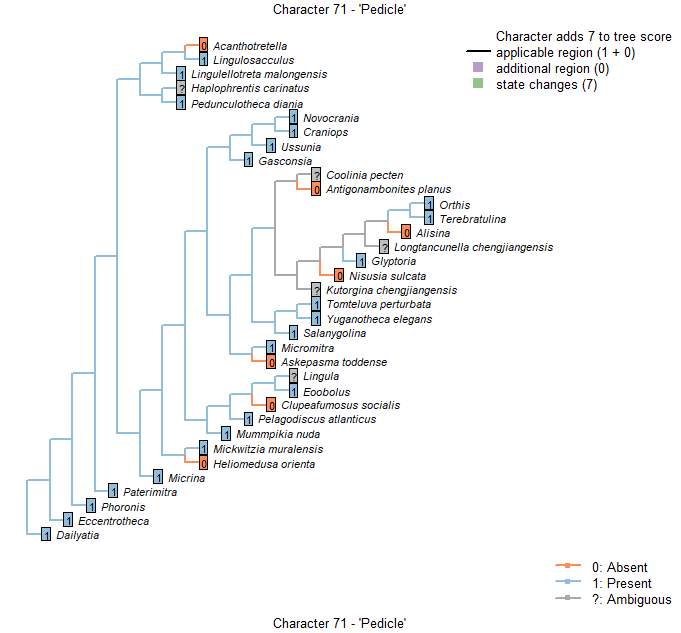 Character 71 - 'Pedicle'
Character adds 7 to tree score
applicable region (1 + 0)
additional region (0)
state changes (7)
0 Acanthotretella
1 Lingulosacculus
1 Lingulellotreta malongensis
? Haplophrentis carinatus
1 Pedunculotheca diania
1 Novocrania
1 Craniops
1 Ussunia
1 Gasconsia
? Coolinia pecten
0 Antigonambonites planus
1 Orthis
1 Terebratulina
0 Alisina
? Longtancunella chengjiangensis
1 Glyptoria
0 Nisusia sulcata
? Kutorgina chengjiangensis
1 Tomteluva perturbata
1 Yuganotheca elegans
1 Salanygolina
1 Micromitra
0 Askepasma toddense
? Lingula
1 Eoobolus
0 Clupeafumosus socialis
1 Pelagodiscus atlanticus
1 Mummpikia nuda
1 Mickwitzia muralensis
0 Heliomedusa orienta
1 Micrina
1 Paterimitra
1 Phoronis
1 Eccentrotheca
1 Dailyatia
0: Absent
1: Present
?: Ambiguous
Character 71 - 'Pedicle'